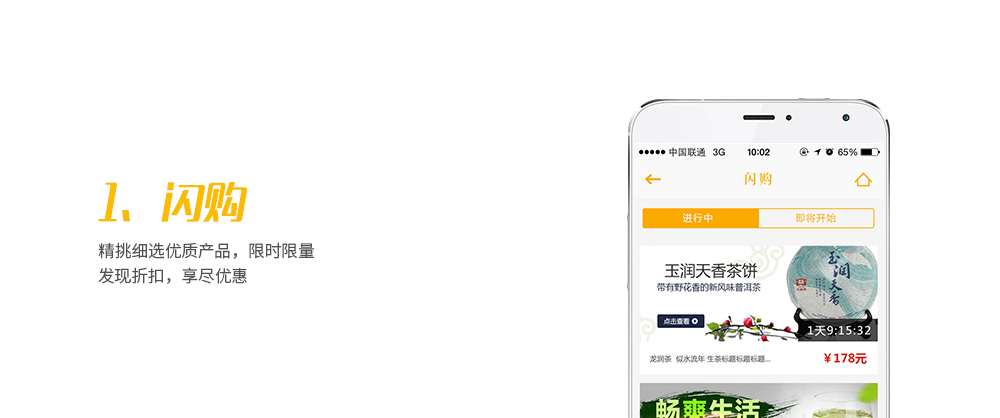 1、闪购
精挑细选优质产品，限时限量
发现折扣，享尽优惠
中国联通 3G 10:02 65%
闪购
进行中 即将开始
玉润天香茶饼
带有野花香的新风味普洱茶
点击查看
玉润天香
1天9:15:32
龙润茶 似水流年 生茶标题标题标题...
￥178元
畅爽生活